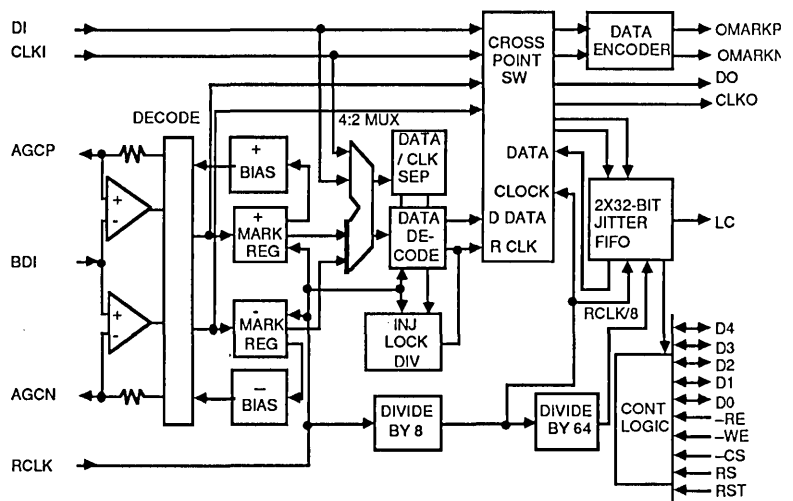 DI
CLKI
DECODE
4:2 MUX
CROSS
POINT
SW
DATA
ENCODER
OMARKP
OMARKN
DO
CLKO
AGCP
+
BIAS
DATA
/ CLK
SEP
DATA
CLOCK
+
-
+
MARK
REG
DATA
DE-
CODE
D DATA
R CLK
2X32-BIT
JITTER
FIFO
LC
BDI
+
-
-
MARK
REG
INJ
LOCK
DIV
RCLK/8
AGCN
−
BIAS
DIVIDE
BY 8
DIVIDE
BY 64
CONT
LOGIC
D4
D3
D2
D1
D0
-RE
-WE
-CS
RS
RST
RCLK